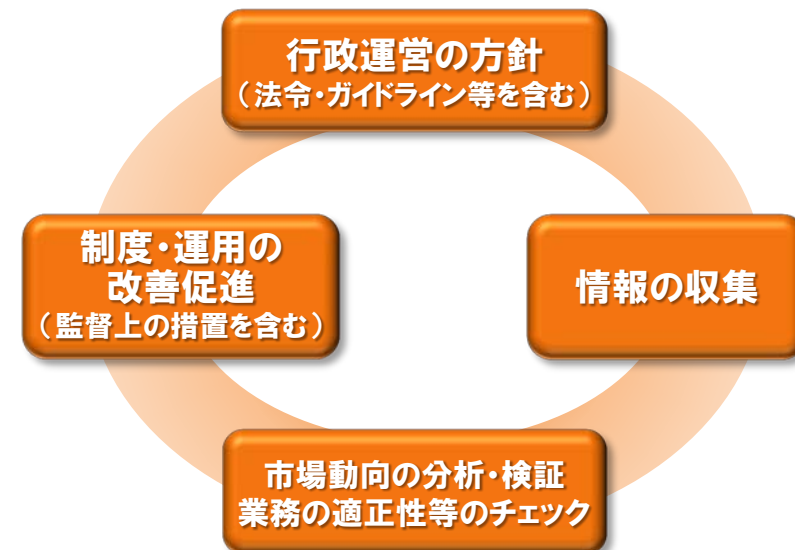 行政運営の方針
(法令・ガイドライン等を含む)
制度・運用の
改善促進
(監督上の措置を含む)
情報の収集
市場動向の分析・検証
業務の適正性等のチェック